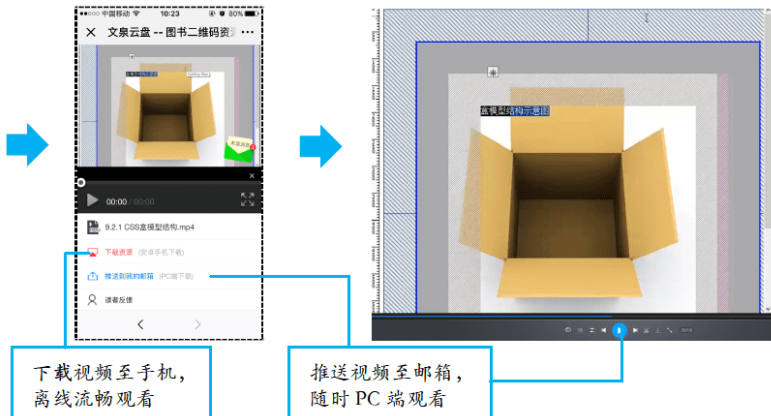 中国移动
10:23
80%
文泉云盘 -- 图书二维码资源
盒模型结构示意图
00:00 / 00:00
9.2.1 CSS盒模型结构.mp4
下载资源 (安卓手机下载)
推送到我的邮箱 (PC端下载)
读者反馈
盒模型结构示意图
下载视频至手机，
离线流畅观看
推送视频至邮箱，
随时 PC 端观看